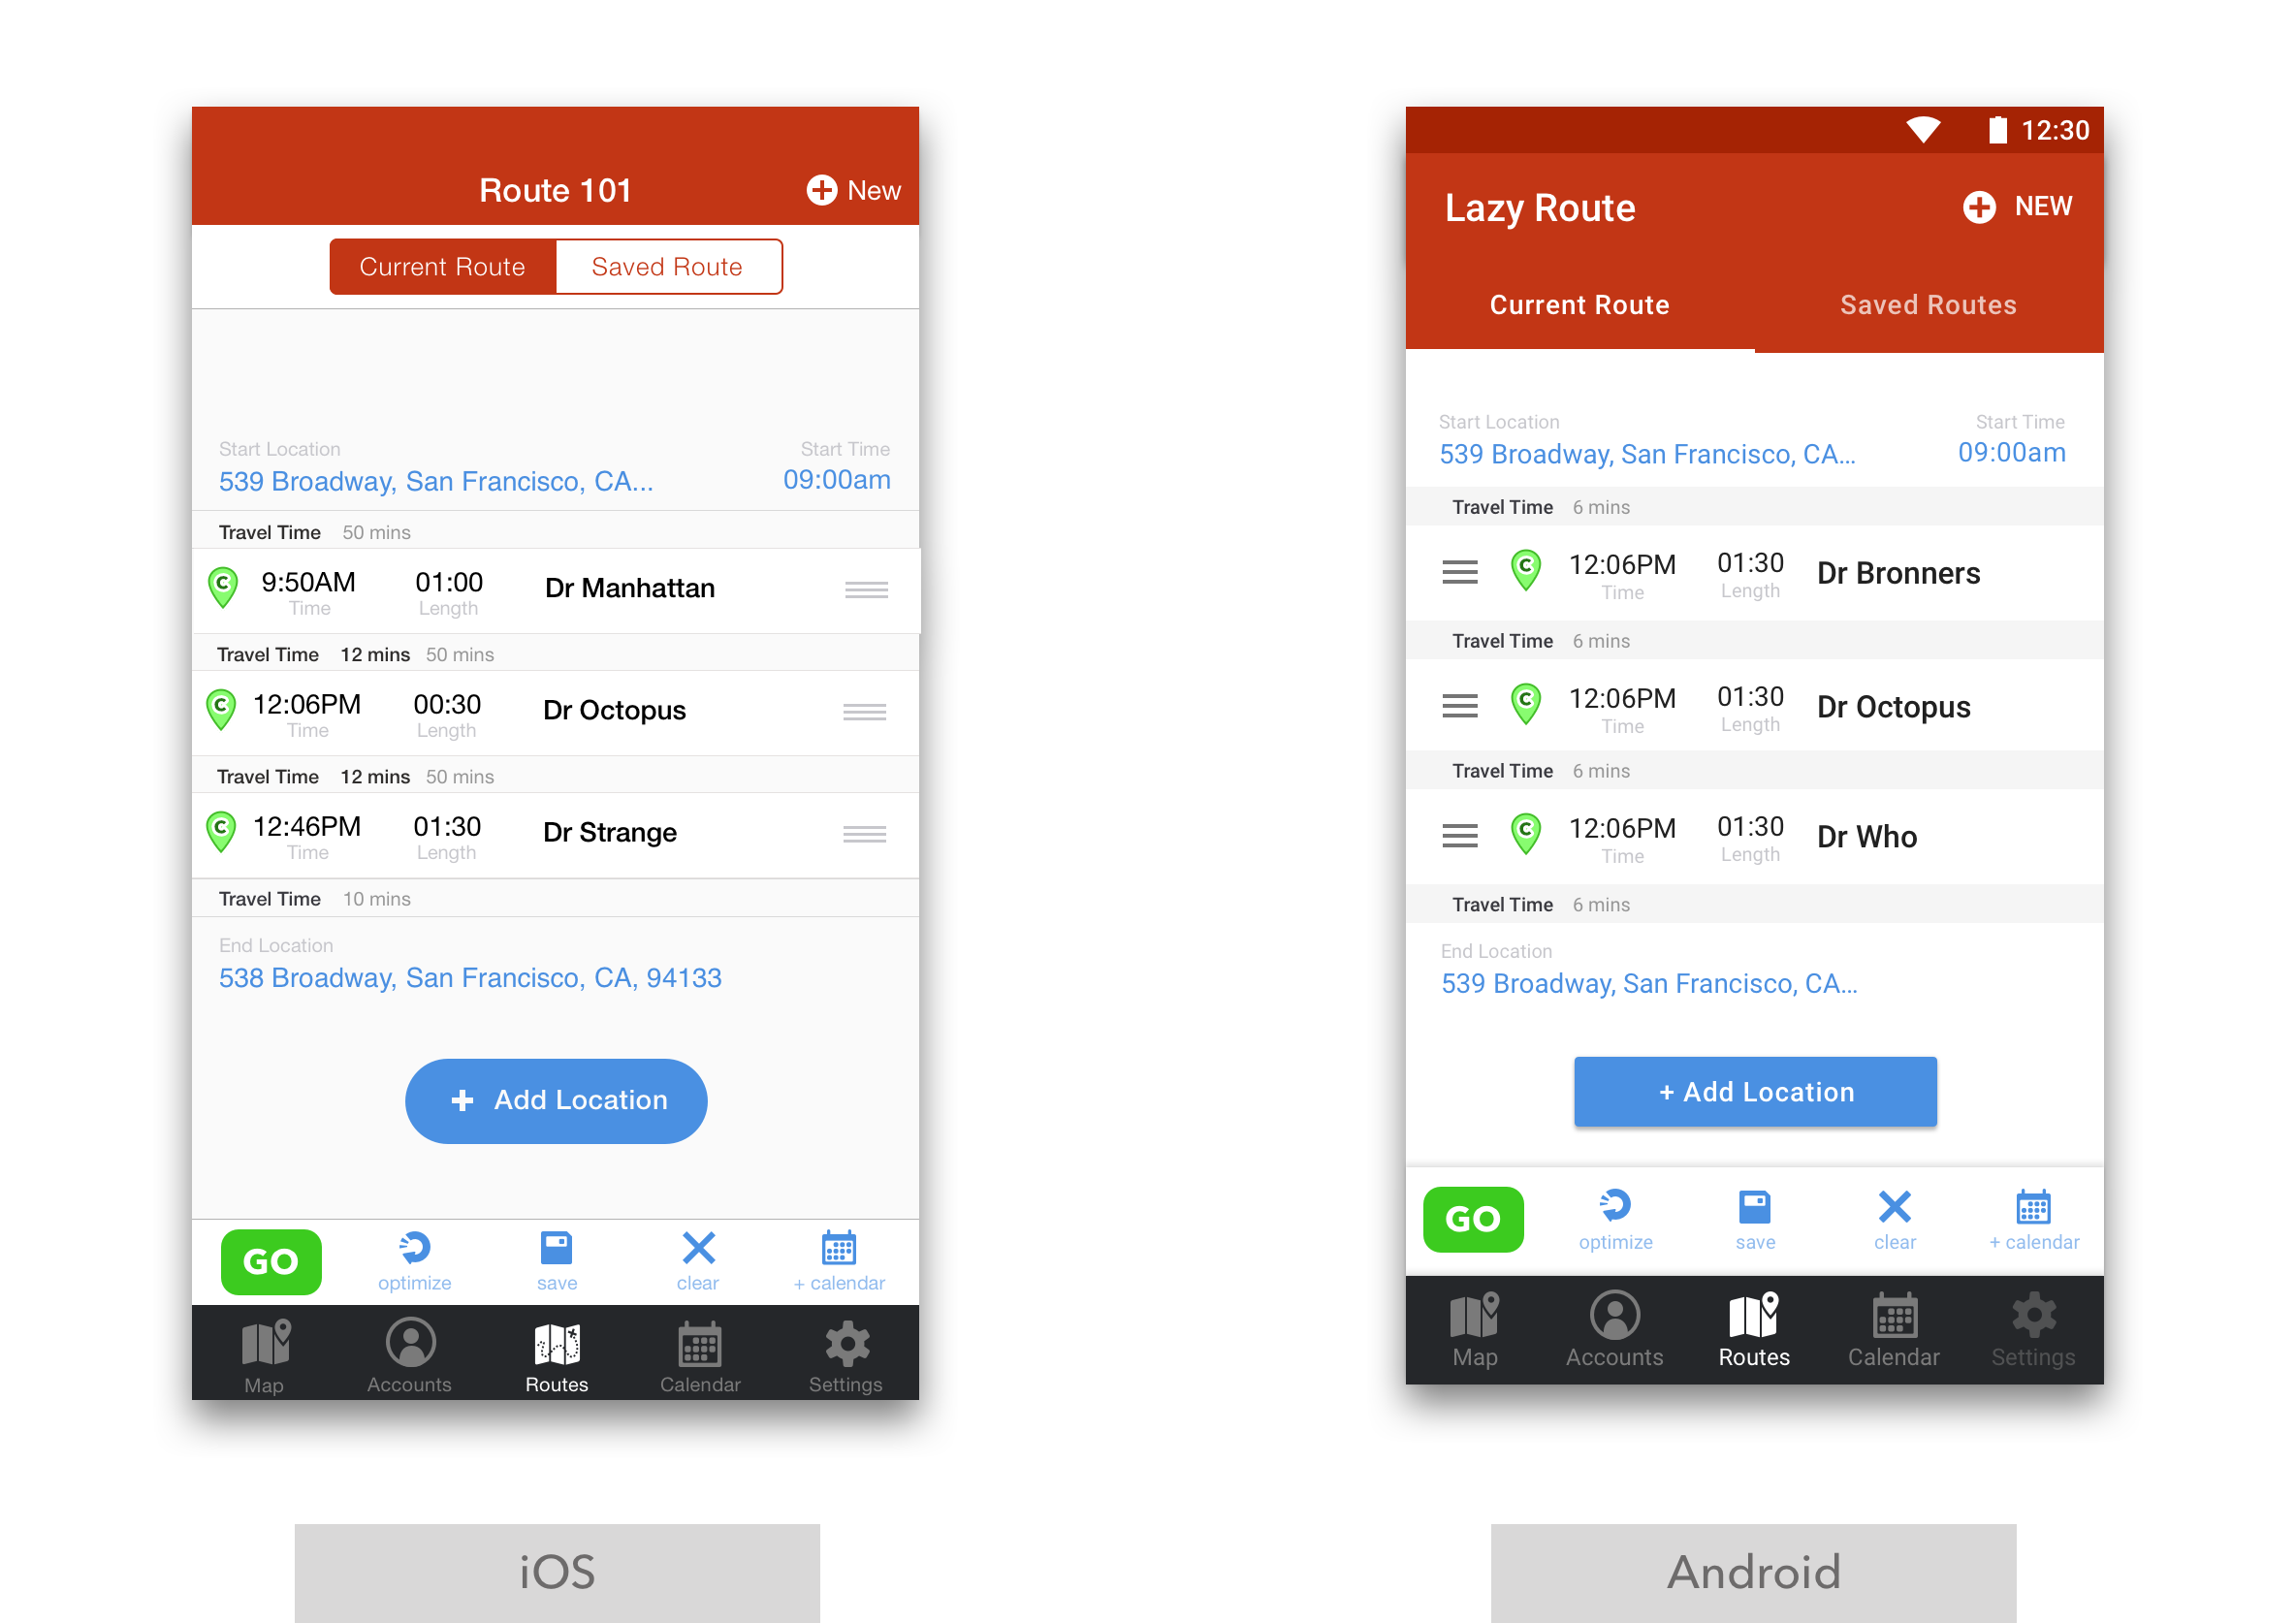 Route 101
New
Current Route
Saved Route
Start Location
Start Time
539 Broadway, San Francisco, CA...
09:00am
Travel Time 50 mins
C 9:50AM 01:00 Dr Manhattan
Time Length
Travel Time 12 mins 50 mins
C 12:06PM 00:30 Dr Octopus
Time Length
Travel Time 12 mins 50 mins
C 12:46PM 01:30 Dr Strange
Time Length
Travel Time 10 mins
End Location
538 Broadway, San Francisco, CA, 94133
+ Add Location
GO
optimize save clear + calendar
Map Accounts Routes Calendar Settings
iOS
12:30
Lazy Route
NEW
Current Route
Saved Routes
Start Location
Start Time
539 Broadway, San Francisco, CA...
09:00am
Travel Time 6 mins
C 12:06PM 01:30 Dr Bronners
Time Length
Travel Time 6 mins
C 12:06PM 01:30 Dr Octopus
Time Length
Travel Time 6 mins
C 12:06PM 01:30 Dr Who
Time Length
Travel Time 6 mins
End Location
539 Broadway, San Francisco, CA...
+ Add Location
GO
optimize save clear + calendar
Map Accounts Routes Calendar Settings
Android